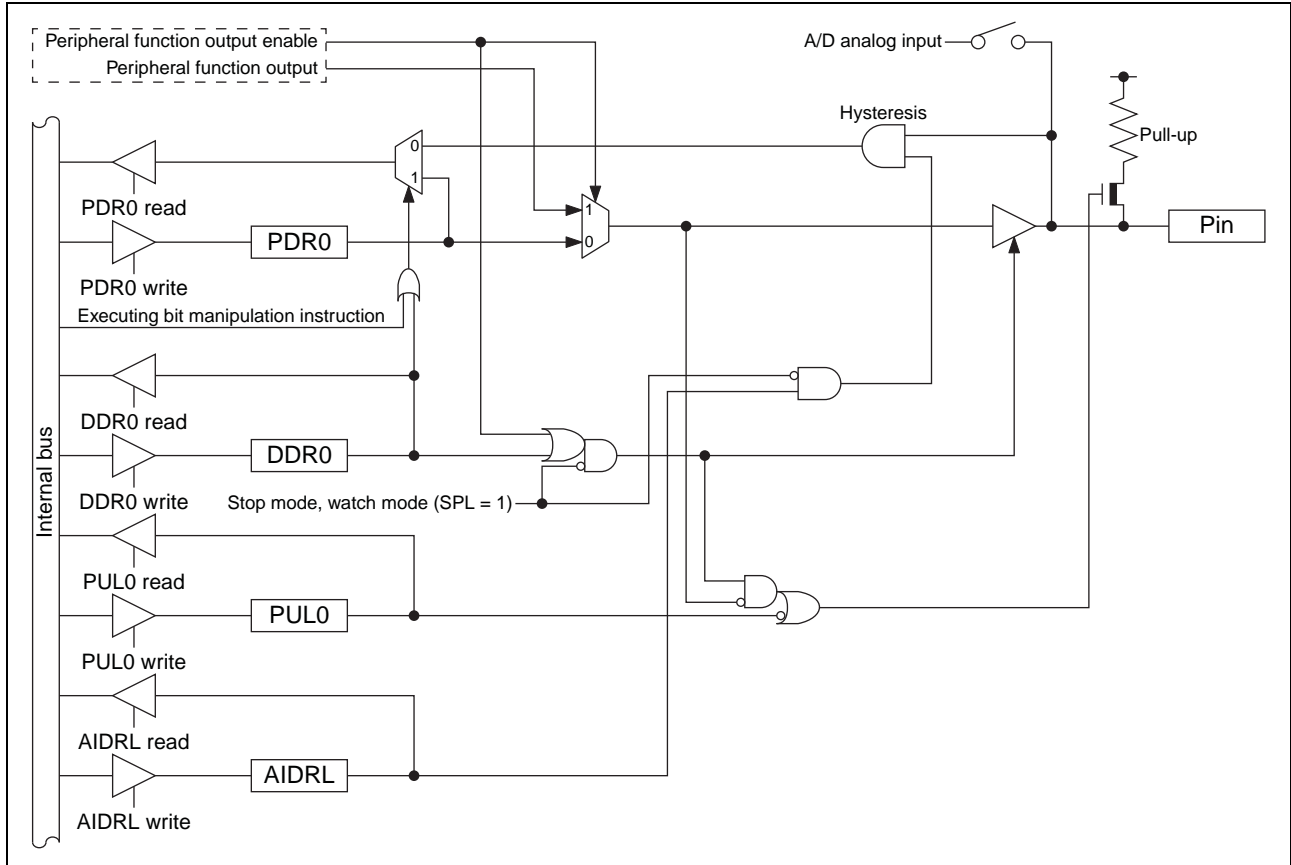 Peripheral function output enable
Peripheral function output
A/D analog input
Hysteresis
Pull-up
0
1
PDR0 read
1
0
PDR0
Pin
PDR0 write
Executing bit manipulation instruction
DDR0 read
DDR0
DDR0 write
Stop mode, watch mode (SPL = 1)
Internal bus
PUL0 read
PUL0
PUL0 write
AIDRL read
AIDRL
AIDRL write